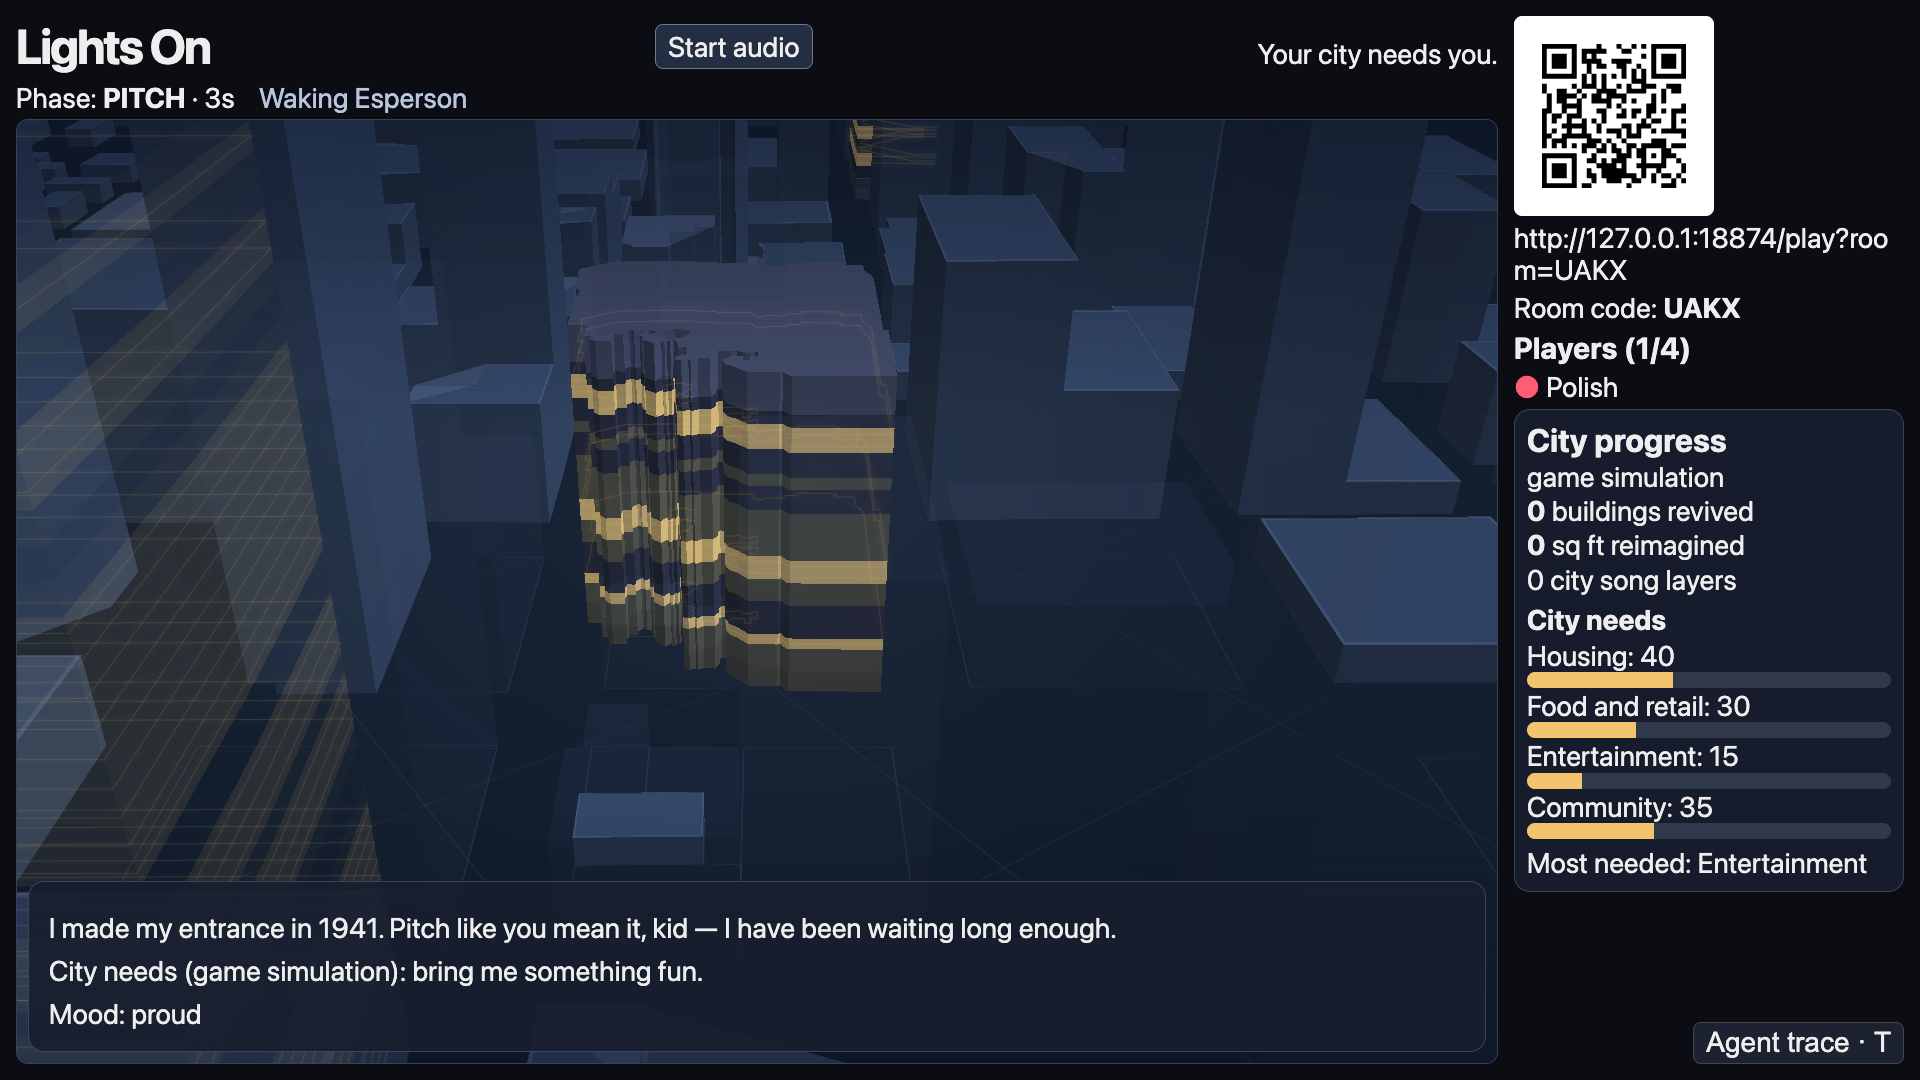 Lights On
Start audio
Your city needs you.
Phase: PITCH · 3s Waking Esperson
http://127.0.0.1:18874/play?roo
m=UAKX
Room code: UAKX
Players (1/4)
Polish
City progress
game simulation
0 buildings revived
0 sq ft reimagined
0 city song layers
City needs
Housing: 40
Food and retail: 30
Entertainment: 15
Community: 35
Most needed: Entertainment
I made my entrance in 1941. Pitch like you mean it, kid — I have been waiting long enough.
City needs (game simulation): bring me something fun.
Mood: proud
Agent trace · T